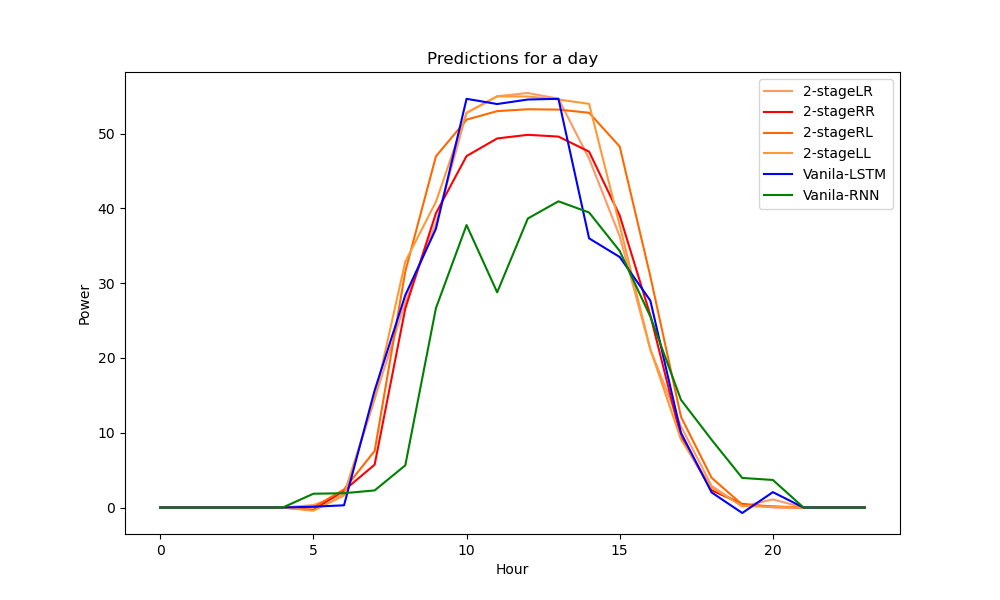 Predictions for a day
2-stageLR
2-stageRR
2-stageRL
2-stageLL
Vanila-LSTM
Vanila-RNN
50
40
30
20
10
0
Power
0 5 10 15 20
Hour